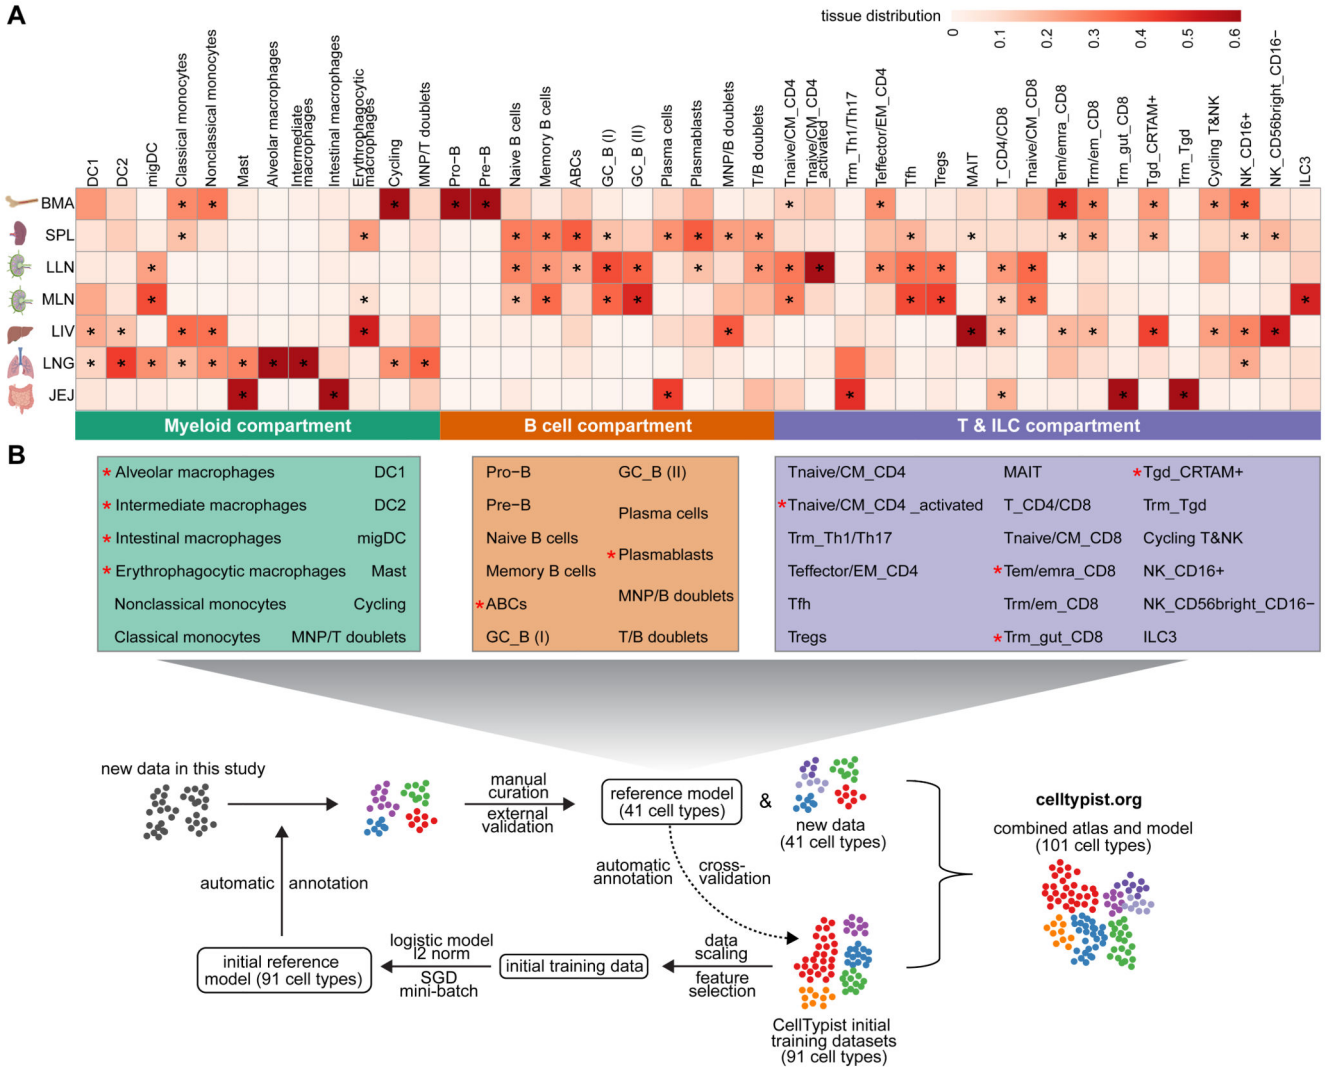 A
tissue distribution
0
0.1
0.2
0.3
0.4
0.5
0.6
DC1
DC2
migDC
Classical monocytes
Nonclassical monocytes
Mast
Alveolar macrophages
Intermediate
macrophages
Intestinal macrophages
Erythrophagocytic
macrophages
Cycling
MNP/T doublets
Pro−B
Pre−B
Naive B cells
Memory B cells
ABCs
GC_B (I)
GC_B (II)
Plasma cells
Plasmablasts
MNP/B doublets
T/B doublets
Tnaive/CM_CD4
Tnaive/CM_CD4
_activated
Trm_Th1/Th17
Teffector/EM_CD4
Tfh
Tregs
MAIT
T_CD4/CD8
Tnaive/CM_CD8
Tem/emra_CD8
Trm/em_CD8
Trm_gut_CD8
Tgd_CRTAM+
Trm_Tgd
Cycling T&NK
NK_CD16+
NK_CD56bright_CD16−
ILC3
BMA
SPL
LLN
MLN
LIV
LNG
JEJ
Myeloid compartment
B cell compartment
T & ILC compartment
B
* Alveolar macrophages
DC1
* Intermediate macrophages
DC2
* Intestinal macrophages
migDC
* Erythrophagocytic macrophages
Mast
Nonclassical monocytes
Cycling
Classical monocytes
MNP/T doublets
Pro−B
Pre−B
Naive B cells
Memory B cells
* ABCs
GC_B (I)
GC_B (II)
Plasma cells
* Plasmablasts
MNP/B doublets
T/B doublets
Tnaive/CM_CD4
* Tnaive/CM_CD4 _activated
Trm_Th1/Th17
Teffector/EM_CD4
Tfh
Tregs
MAIT
T_CD4/CD8
Tnaive/CM_CD8
* Tem/emra_CD8
Trm/em_CD8
* Trm_gut_CD8
* Tgd_CRTAM+
Trm_Tgd
Cycling T&NK
NK_CD16+
NK_CD56bright_CD16−
ILC3
new data in this study
manual
curation
external
validation
reference model
(41 cell types)
&
new data
(41 cell types)
celltypist.org
combined atlas and model
(101 cell types)
automatic annotation
automatic
annotation
cross-
validation
initial reference
model (91 cell types)
logistic model
l2 norm
SGD
mini-batch
initial training data
data
scaling
feature
selection
CellTypist initial
training datasets
(91 cell types)